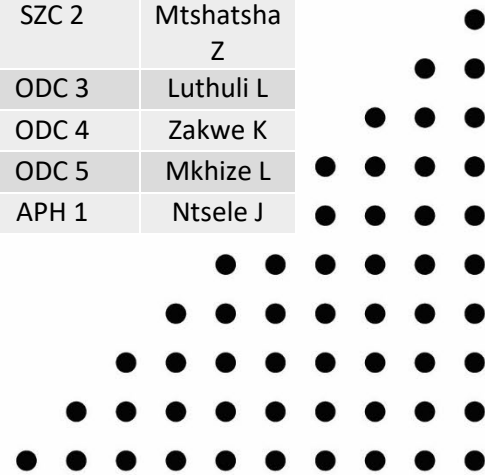 SZC 2 Mtshatsha
Z
ODC 3 Luthuli L
ODC 4 Zakwe K
ODC 5 Mkhize L
APH 1 Ntsele J